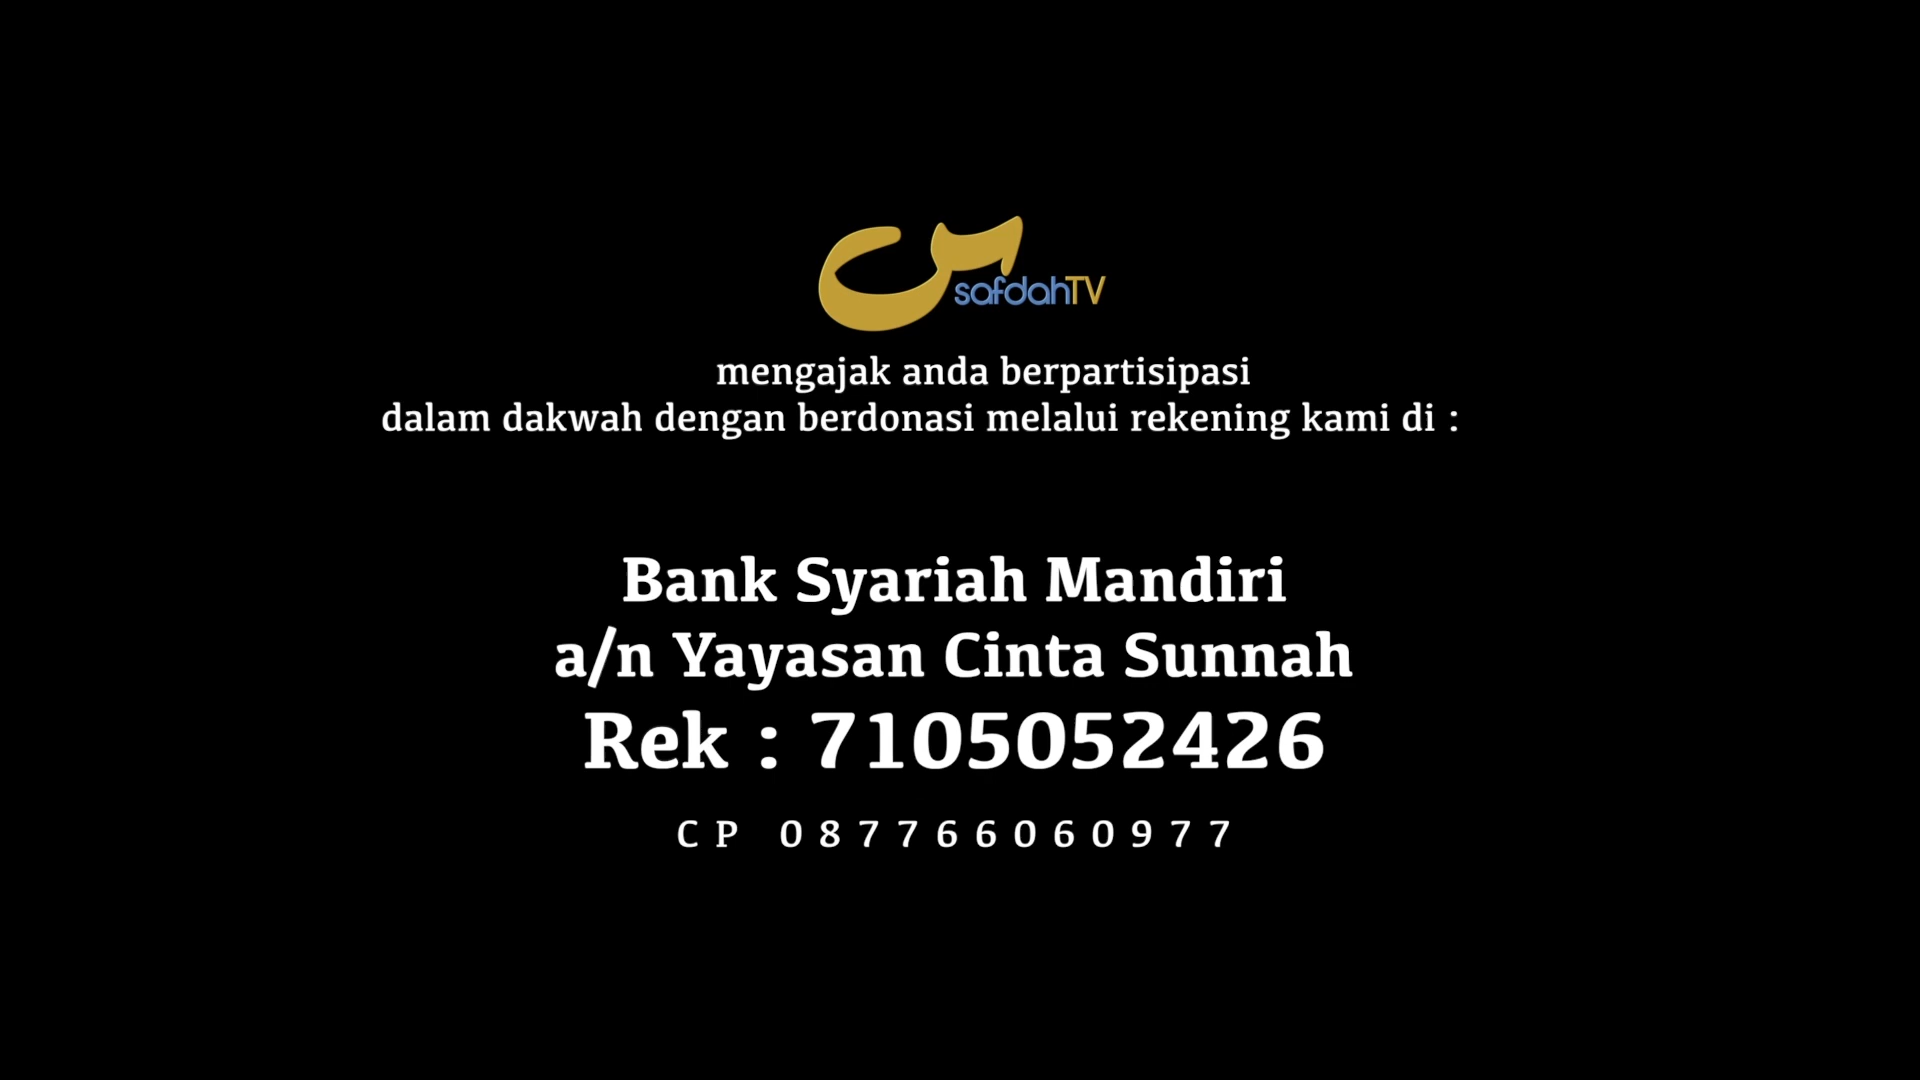 safdahTV
mengajak anda berpartisipasi
dalam dakwah dengan berdonasi melalui rekening kami di :
Bank Syariah Mandiri
a/n Yayasan Cinta Sunnah
Rek : 7105052426
CP 087766060977